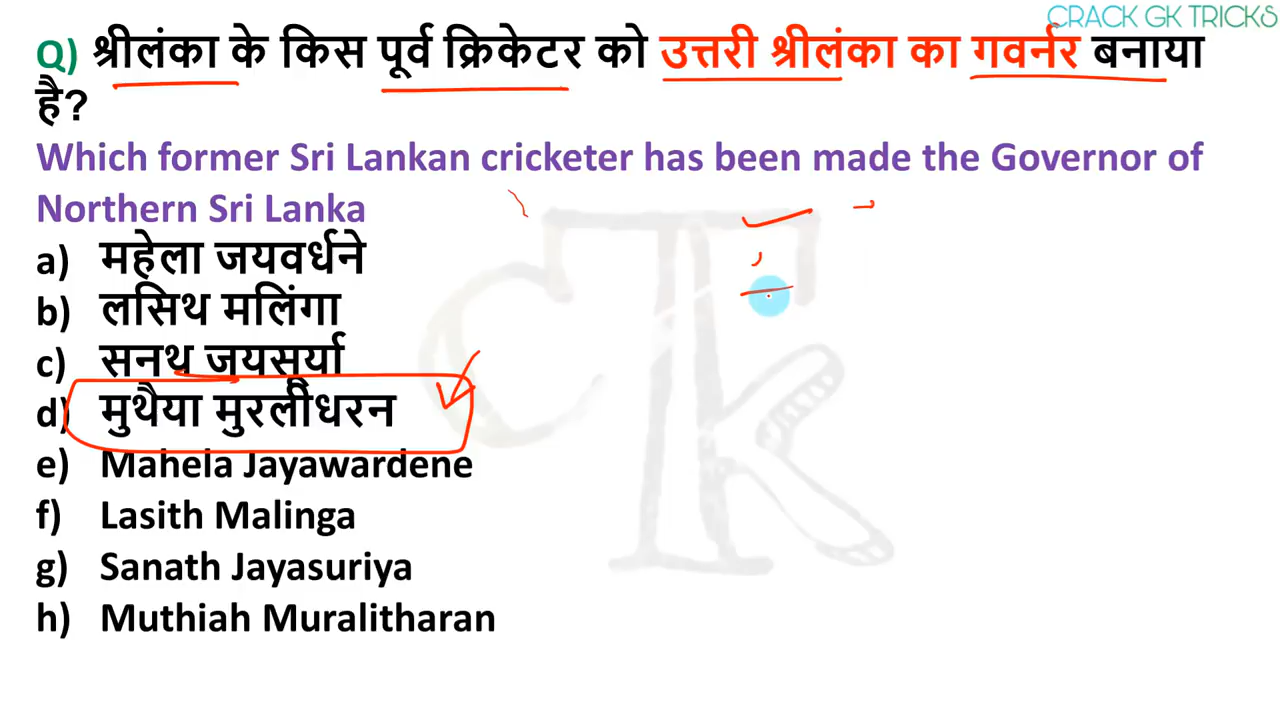 CRACK GK TRICKS
Q) श्रीलंका के किस पूर्व क्रिकेटर को उत्तरी श्रीलंका का गवर्नर बनाया
है?
Which former Sri Lankan cricketer has been made the Governor of
Northern Sri Lanka
a) महेला जयवर्धने
b) लसिथ मलिंगा
c) सनथ जयसूर्या
d) मुथैया मुरलीधरन
e) Mahela Jayawardene
f) Lasith Malinga
g) Sanath Jayasuriya
h) Muthiah Muralitharan
CTk